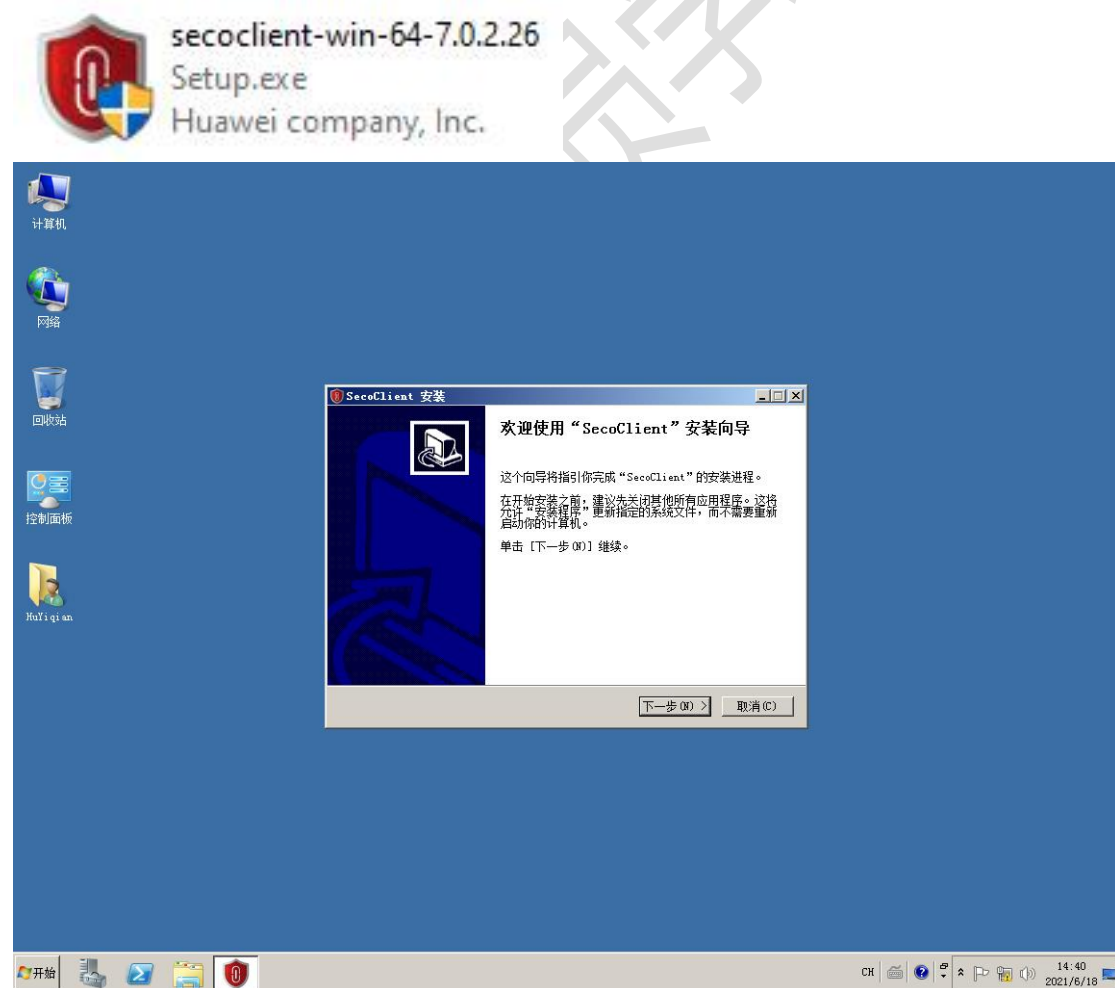 secoclient-win-64-7.0.2.26
Setup.exe
Huawei company, Inc.
计算机
网络
回收站
控制面板
HuYiqian
SecoClient 安装
欢迎使用“SecoClient”安装向导
这个向导将指引你完成“SecoClient”的安装进程。
在开始安装之前，建议先关闭其他所有应用程序。这将
允许“安装程序”更新指定的系统文件，而不需要重新
启动你的计算机。
单击 [下一步(N)] 继续。
下一步(N) >
取消(C)
开始
CH
14:40
2021/6/18